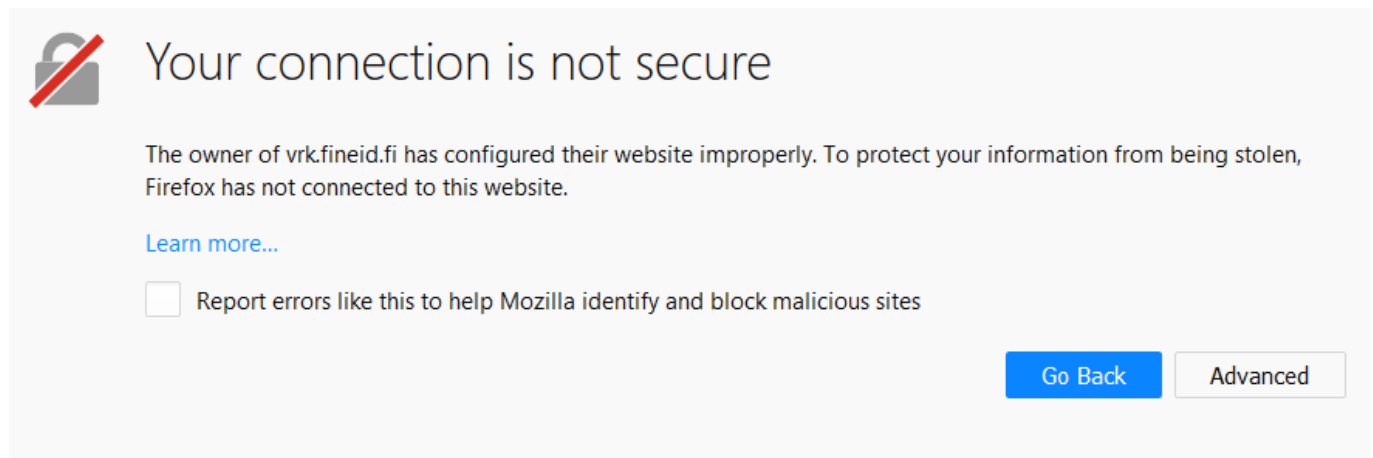 Your connection is not secure
The owner of vrk.fineid.fi has configured their website improperly. To protect your information from being stolen,
Firefox has not connected to this website.
Learn more...
Report errors like this to help Mozilla identify and block malicious sites
Go Back
Advanced